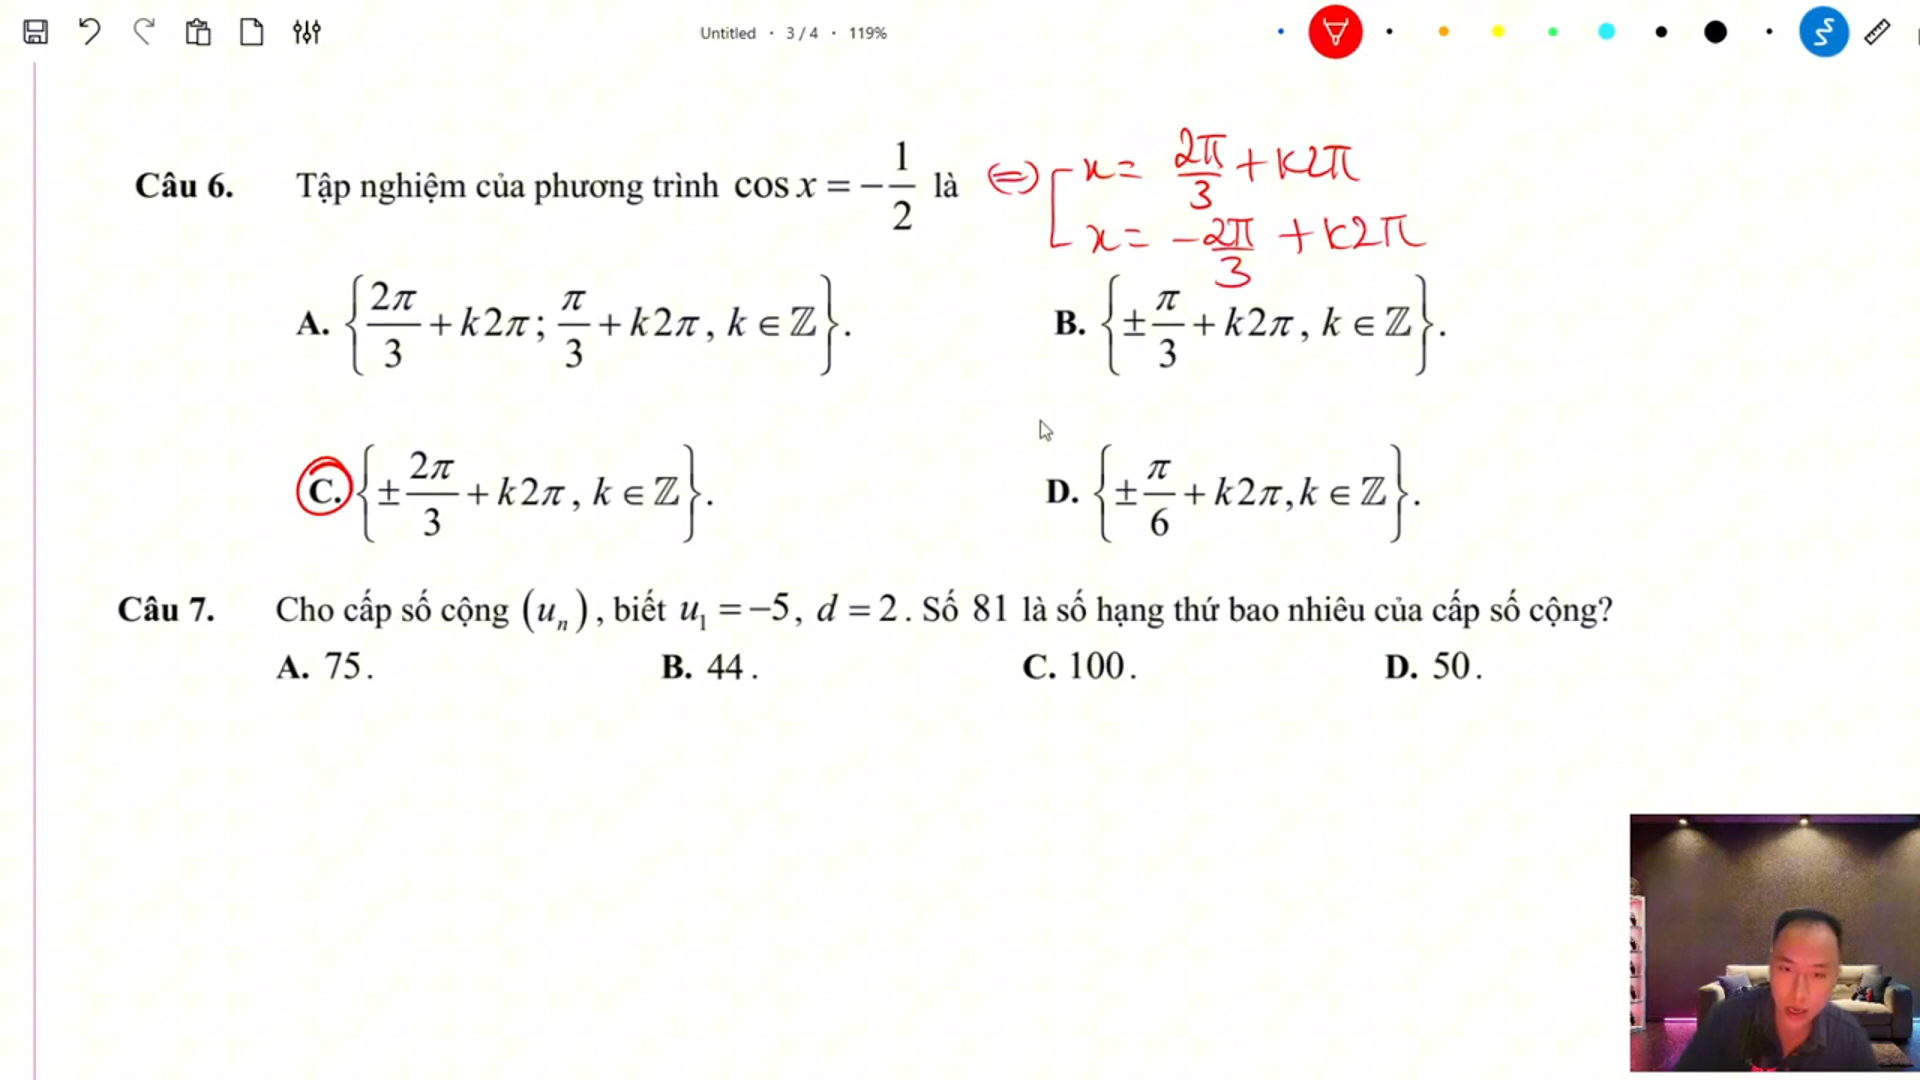 Untitled · 3 / 4 · 119%
Câu 6. Tập nghiệm của phương trình cos x = -1/2 là ⇔ [ x = 2π/3 + k2π
x = -2π/3 + k2π
A. {2π/3 + k2π; π/3 + k2π, k ∈ ℤ}. B. {±π/3 + k2π, k ∈ ℤ}.
C. {±2π/3 + k2π, k ∈ ℤ}. D. {±π/6 + k2π, k ∈ ℤ}.
Câu 7. Cho cấp số cộng (uₙ), biết u₁ = -5, d = 2. Số 81 là số hạng thứ bao nhiêu của cấp số cộng?
A. 75. B. 44. C. 100. D. 50.